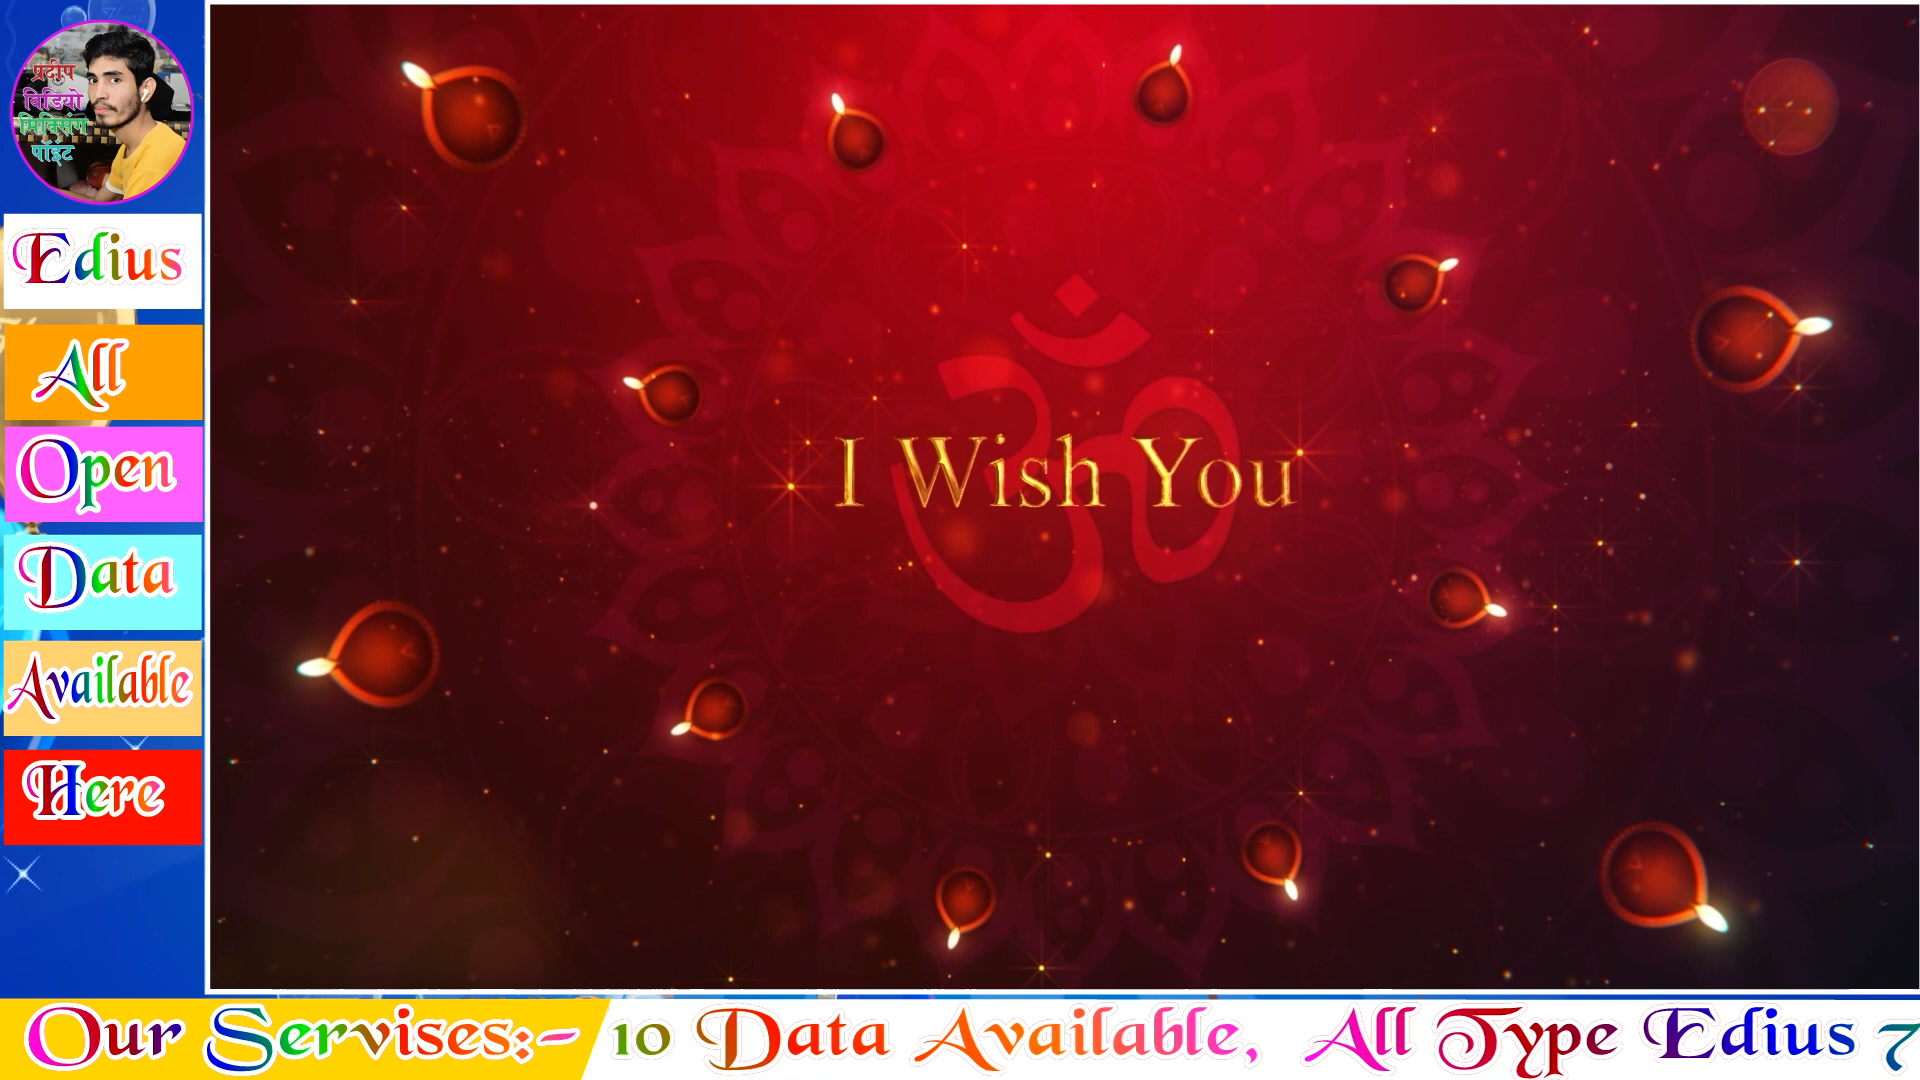 प्रदीप
विडियो
मिक्सिंग
पॉइंट
Edius
All
Open
Data
Available
Here
ॐ
I Wish You
Our Servises:- 10 Data Available, All Type Edius 7